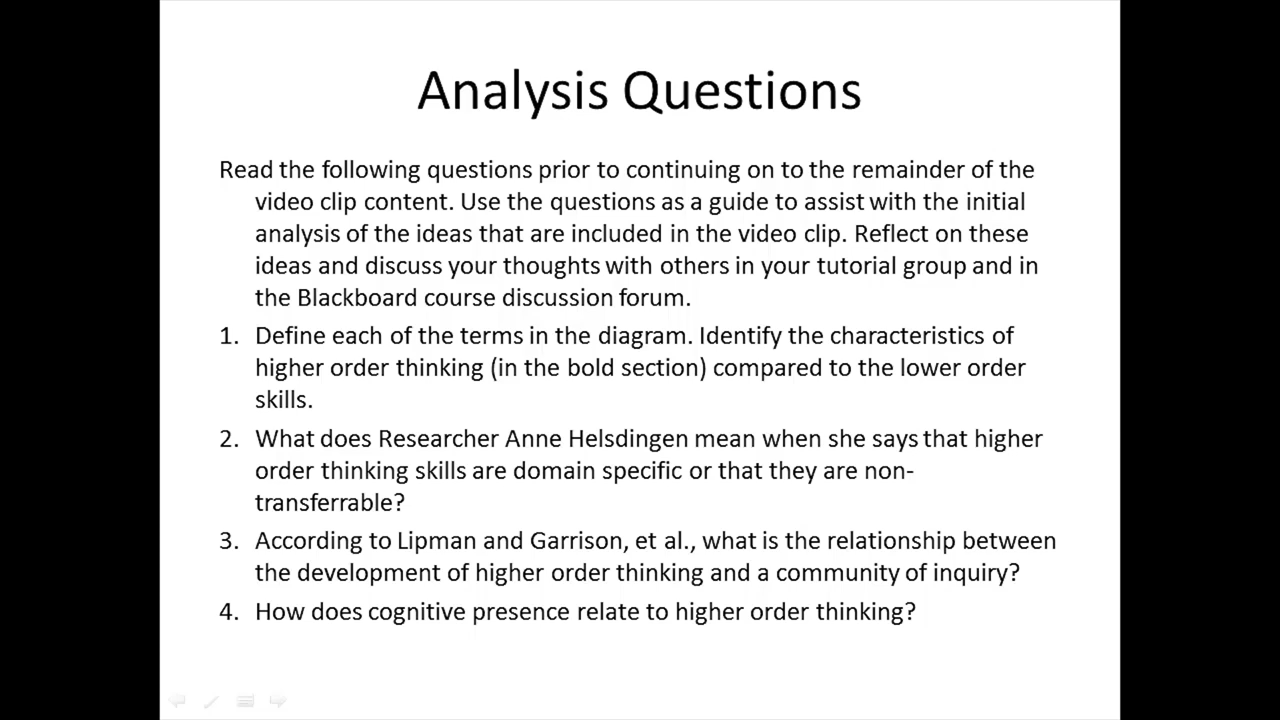 Analysis Questions
Read the following questions prior to continuing on to the remainder of the
video clip content. Use the questions as a guide to assist with the initial
analysis of the ideas that are included in the video clip. Reflect on these
ideas and discuss your thoughts with others in your tutorial group and in
the Blackboard course discussion forum.
1. Define each of the terms in the diagram. Identify the characteristics of
higher order thinking (in the bold section) compared to the lower order
skills.
2. What does Researcher Anne Helsdingen mean when she says that higher
order thinking skills are domain specific or that they are non-
transferrable?
3. According to Lipman and Garrison, et al., what is the relationship between
the development of higher order thinking and a community of inquiry?
4. How does cognitive presence relate to higher order thinking?